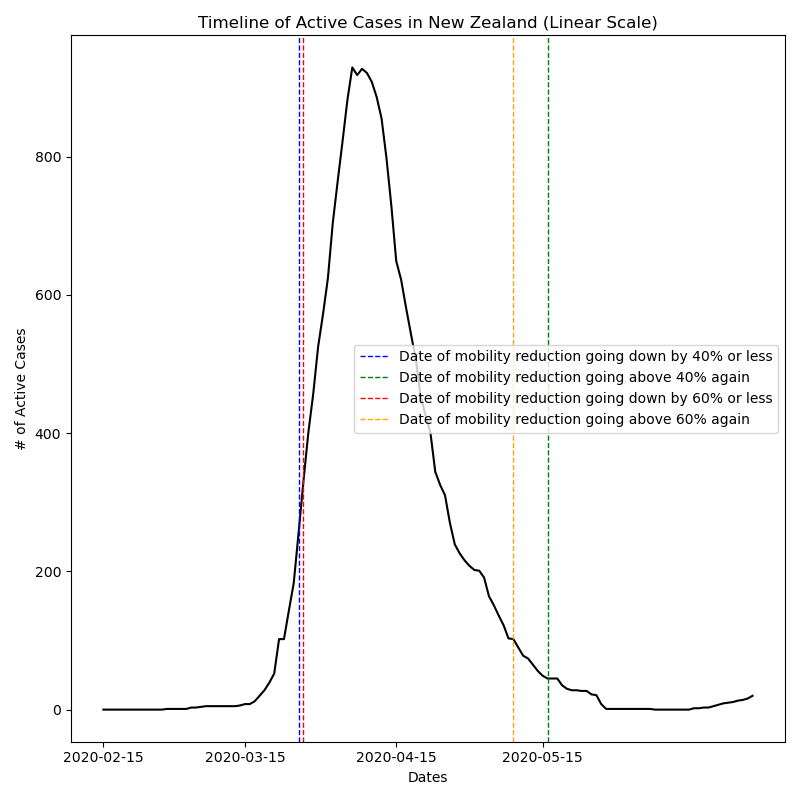 Timeline of Active Cases in New Zealand (Linear Scale)
# of Active Cases
800
600
400
200
0
Date of mobility reduction going down by 40% or less
Date of mobility reduction going above 40% again
Date of mobility reduction going down by 60% or less
Date of mobility reduction going above 60% again
2020-02-15
2020-03-15
2020-04-15
2020-05-15
Dates